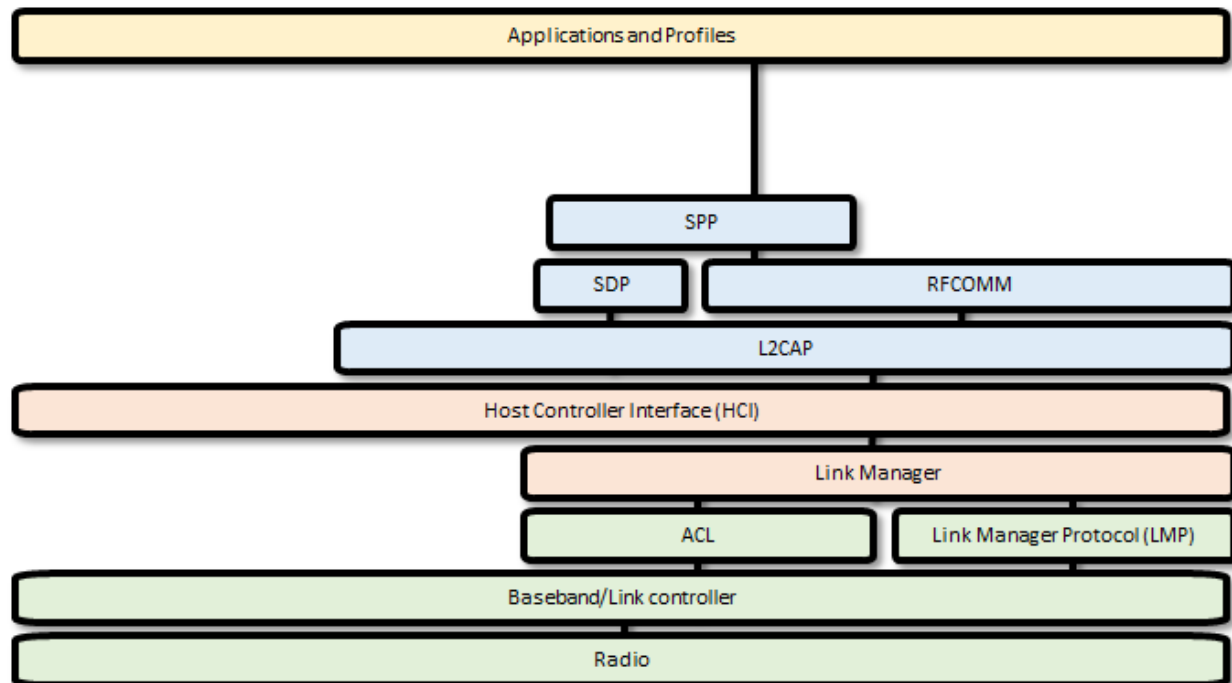 Applications and Profiles
SPP
SDP
RFCOMM
L2CAP
Host Controller Interface (HCI)
Link Manager
ACL
Link Manager Protocol (LMP)
Baseband/Link controller
Radio